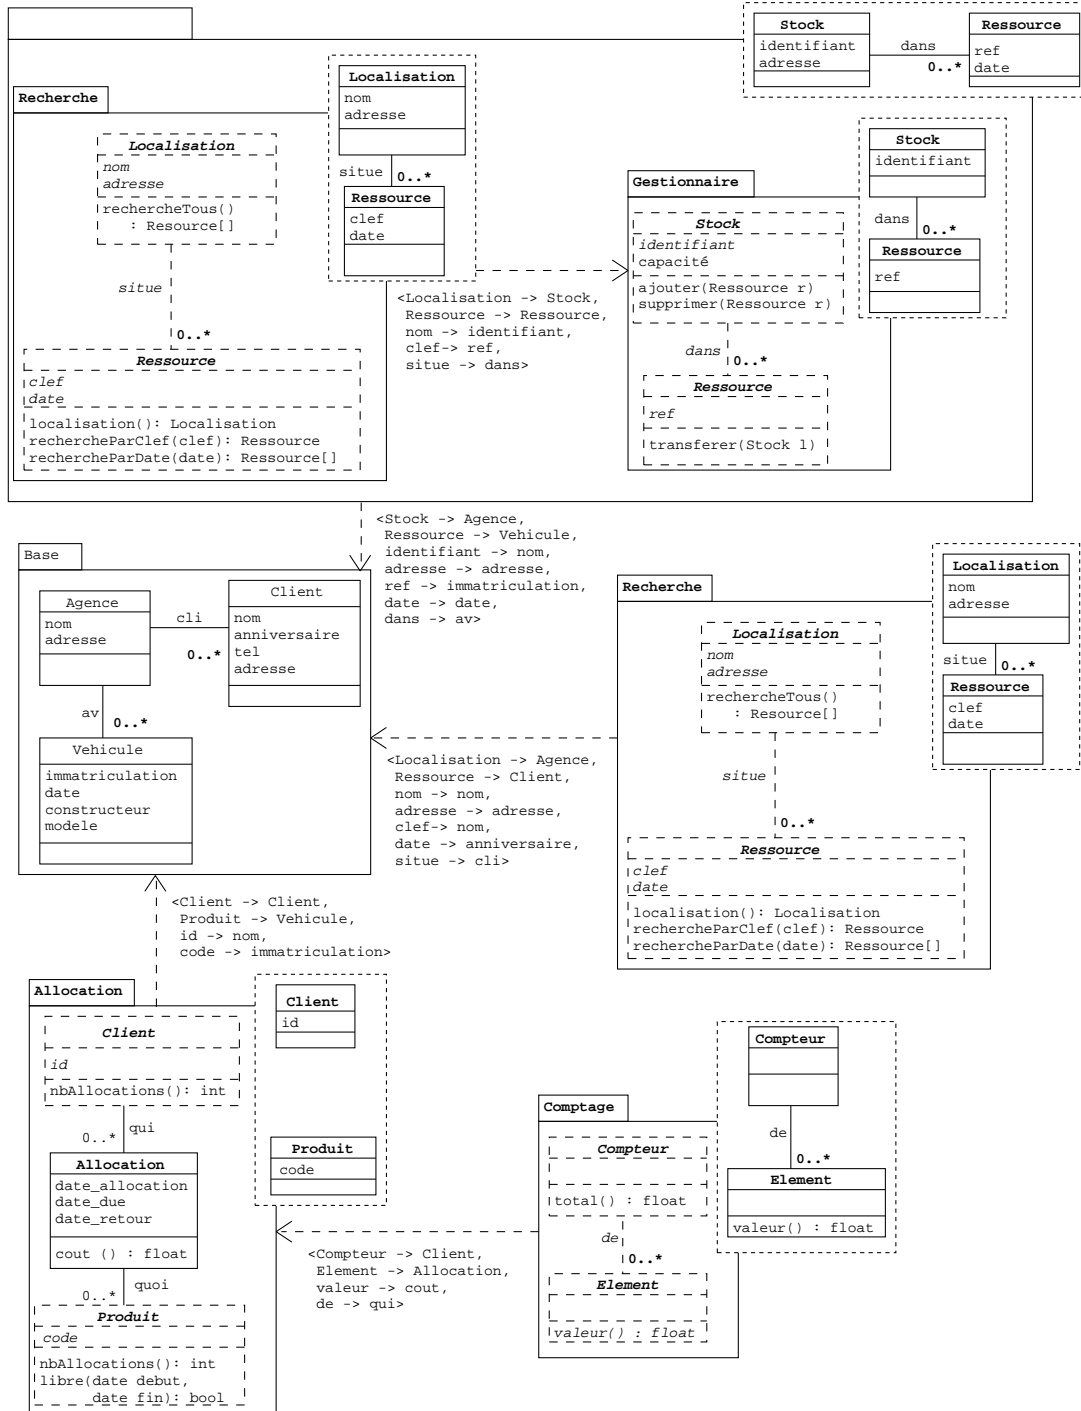 Stock
identifiant
adresse
dans
0..*
Ressource
ref
date
Recherche
Localisation
nom
adresse
rechercheTous()
: Resource[]
situe
0..*
Ressource
clef
date
localisation(): Localisation
rechercheParClef(clef): Ressource
rechercheParDate(date): Ressource[]
Localisation
nom
adresse
situe
0..*
Ressource
clef
date
<Localisation -> Stock,
Ressource -> Ressource,
nom -> identifiant,
clef-> ref,
situe -> dans>
Gestionnaire
Stock
identifiant
capacité
ajouter(Ressource r)
supprimer(Ressource r)
dans
0..*
Ressource
ref
transferer(Stock l)
Stock
identifiant
dans
0..*
Ressource
ref
<Stock -> Agence,
Ressource -> Vehicule,
identifiant -> nom,
adresse -> adresse,
ref -> immatriculation,
date -> date,
dans -> av>
Base
Agence
nom
adresse
cli
0..*
Client
nom
anniversaire
tel
adresse
av
0..*
Vehicule
immatriculation
date
constructeur
modele
<Localisation -> Agence,
Ressource -> Client,
nom -> nom,
adresse -> adresse,
clef-> nom,
date -> anniversaire,
situe -> cli>
Recherche
Localisation
nom
adresse
rechercheTous()
: Resource[]
situe
0..*
Ressource
clef
date
localisation(): Localisation
rechercheParClef(clef): Ressource
rechercheParDate(date): Ressource[]
Localisation
nom
adresse
situe
0..*
Ressource
clef
date
<Client -> Client,
Produit -> Vehicule,
id -> nom,
code -> immatriculation>
Allocation
Client
id
nbAllocations(): int
qui
0..*
Allocation
date_allocation
date_due
date_retour
cout () : float
quoi
0..*
Produit
code
nbAllocations(): int
libre(date debut,
date fin): bool
Client
id
Produit
code
<Compteur -> Client,
Element -> Allocation,
valeur -> cout,
de -> qui>
Comptage
Compteur
total() : float
de
0..*
Element
valeur() : float
Compteur
de
0..*
Element
valeur() : float